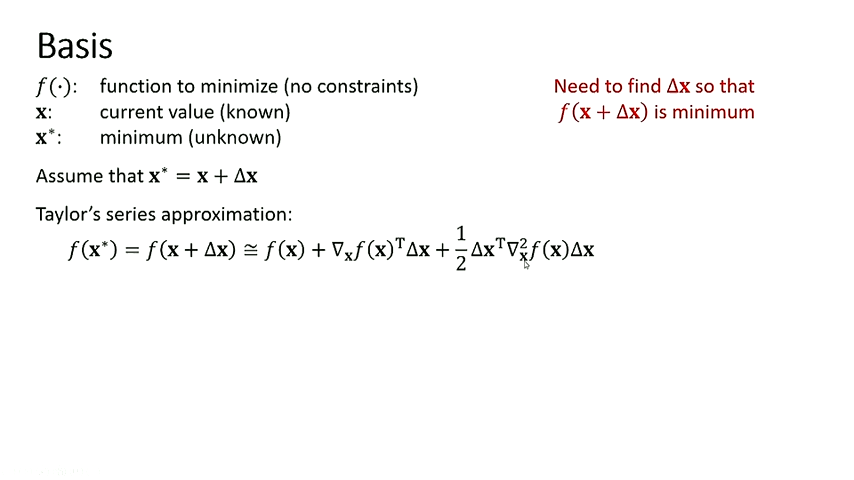 Basis
f(·): function to minimize (no constraints)
𝐱: current value (known)
𝐱*: minimum (unknown)
Need to find Δ𝐱 so that
f(𝐱 + Δ𝐱) is minimum
Assume that 𝐱* = 𝐱 + Δ𝐱
Taylor’s series approximation:
f(𝐱*) = f(𝐱 + Δ𝐱) ≅ f(𝐱) + ∇𝐱f(𝐱)ᵀΔ𝐱 + 1/2 Δ𝐱ᵀ∇²𝐱f(𝐱)Δ𝐱